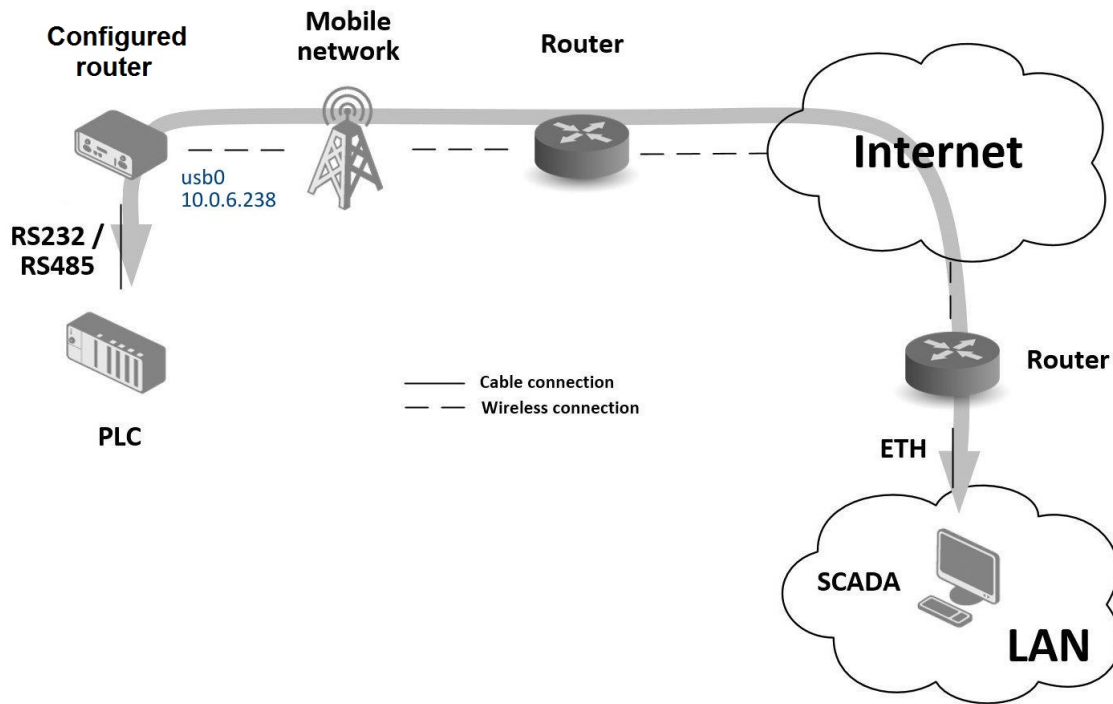 Configured
router
Mobile
network
Router
Internet
usb0
10.0.6.238
RS232 /
RS485
PLC
Cable connection
Wireless connection
Router
ETH
SCADA
LAN